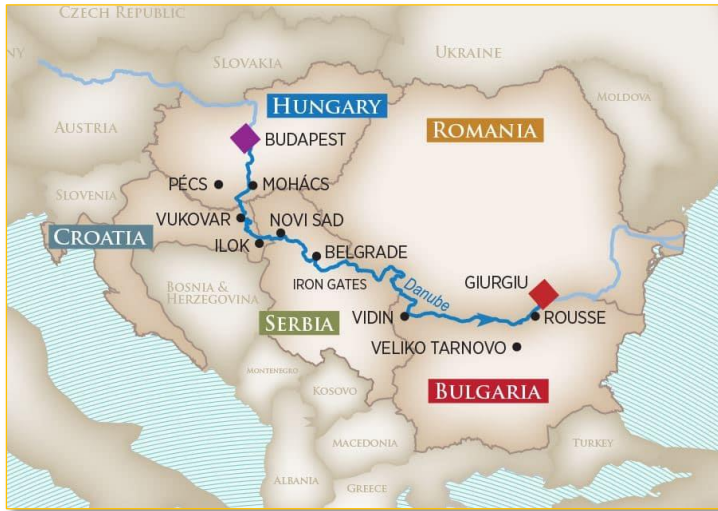 CZECH REPUBLIC
SLOVAKIA
UKRAINE
NY
HUNGARY
MOLDOVA
AUSTRIA
ROMANIA
BUDAPEST
PÉCS
MOHÁCS
SLOVENIA
VUKOVAR
NOVI SAD
CROATIA
ILOK
BELGRADE
BOSNIA &
HERZEGOVINA
IRON GATES
Danube
GIURGIU
SERBIA
VIDIN
ROUSSE
VELIKO TARNOVO
MONTENEGRO
KOSOVO
BULGARIA
MACEDONIA
TURKEY
ALBANIA
GREECE